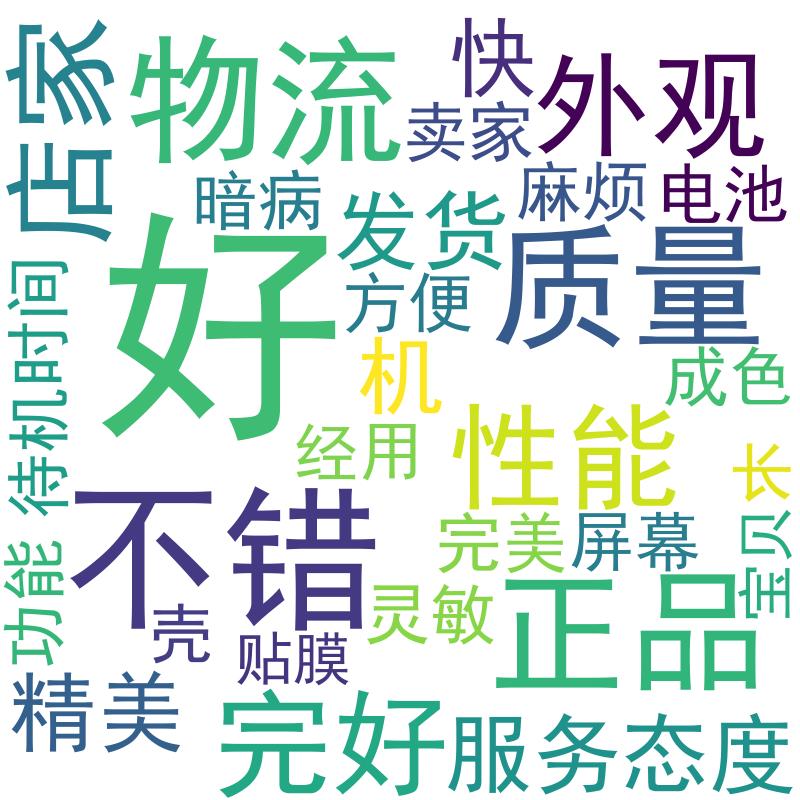 店家
物流
快
外观
卖家
暗病
麻烦
电池
发货
好
质量
方便
待机时间
机
成色
经用
性能
长
不错
完美
屏幕
宝贝
功能
壳
灵敏
正品
贴膜
精美
完好
服务态度